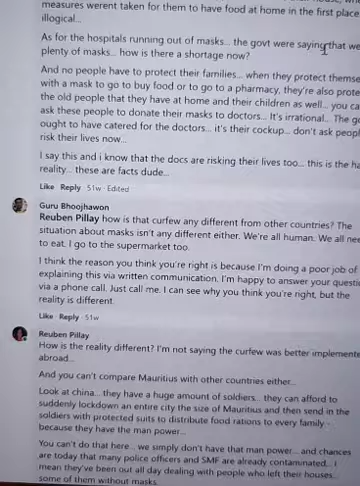 measures werent taken for them to have food at home in the first place
illogical...
As for the hospitals running out of masks... the govt were saying that we
plenty of masks... how is there a shortage now?
And no people have to protect their families... when they protect themse
with a mask to go to buy food or to go to a pharmacy, they're also prote
the old people that they have at home and their children as well... you ca
ask these people to donate their masks to doctors... It's irrational... The go
ought to have catered for the doctors... it's their cockup... don't ask peopl
risk their lives now...
I say this and i know that the docs are risking their lives too... this is the ha
reality... these are facts dude...
Like · Reply · 51w · Edited
Guru Bhoojhawon
Reuben Pillay how is that curfew any different from other countries? The
situation about masks isn't any different either. We're all human. We all nee
to eat. I go to the supermarket too.
I think the reason you think you're right is because I'm doing a poor job of
explaining this via written communication. I'm happy to answer your questi
via a phone call. Just call me. I can see why you think you're right, but the
reality is different.
Like · Reply · 51w
Reuben Pillay
How is the reality different? I'm not saying the curfew was better implemente
abroad...
And you can't compare Mauritius with other countries either...
Look at china... they have a huge amount of soldiers... they can afford to
suddenly lockdown an entire city the size of Mauritius and then send in the
soldiers with protected suits to distribute food rations to every family -
because they have the man power...
You can't do that here... we simply don't have that man power... and chances
are today that many police officers and SMF are already contaminated... i
mean they've been out all day dealing with people who left their houses...
some of them without masks